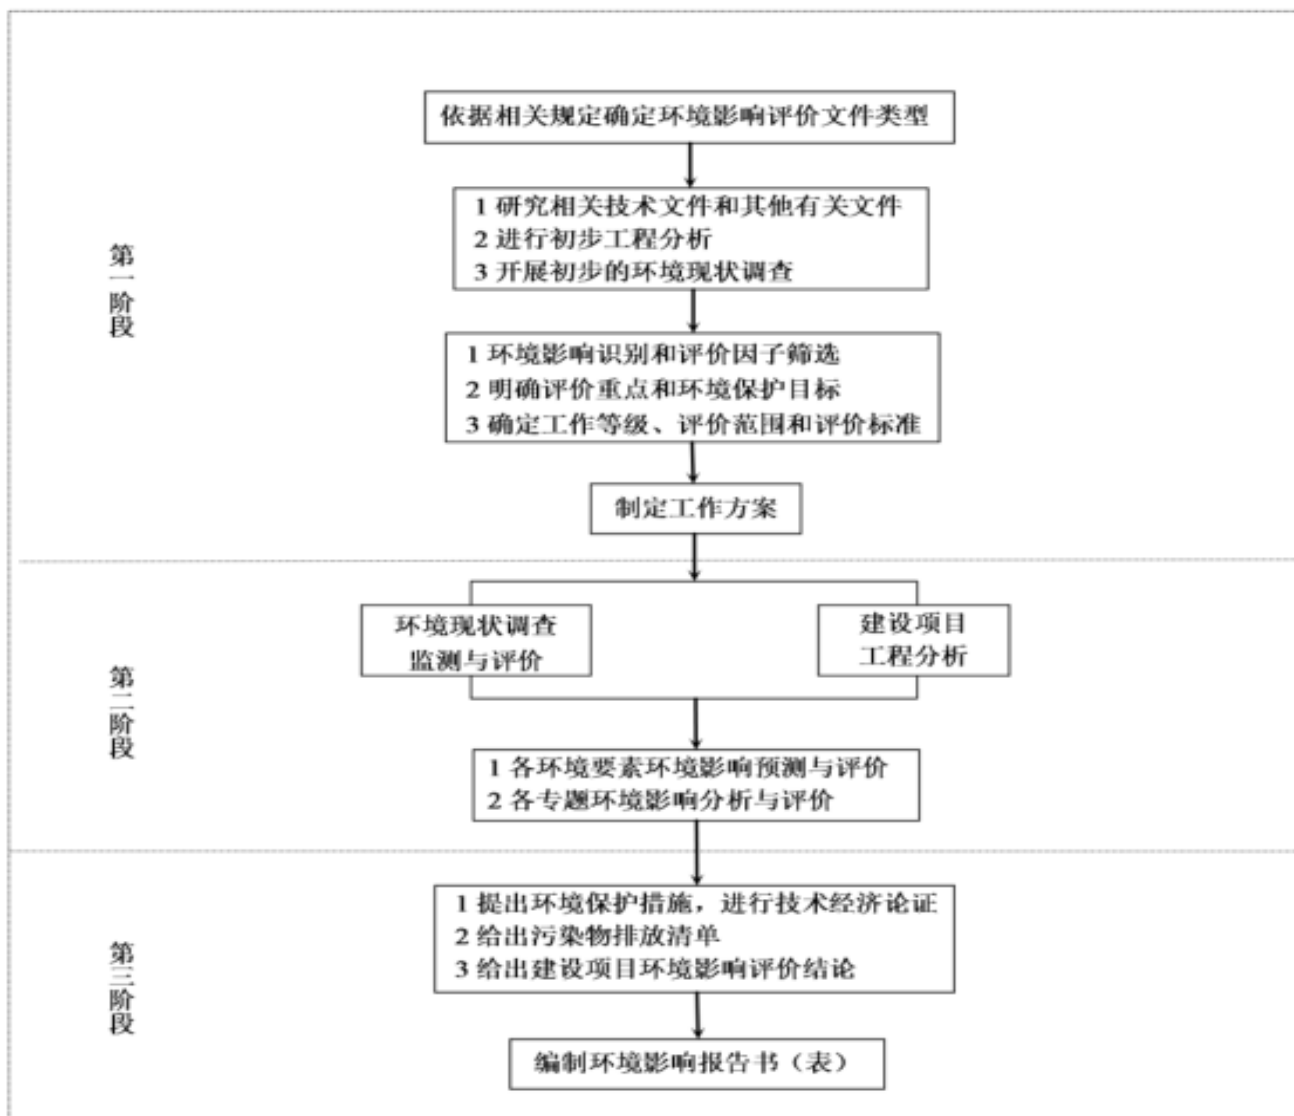 依据相关规定确定环境影响评价文件类型
1 研究相关技术文件和其他有关文件
2 进行初步工程分析
3 开展初步的环境现状调查
第一阶段
1 环境影响识别和评价因子筛选
2 明确评价重点和环境保护目标
3 确定工作等级、评价范围和评价标准
制定工作方案
环境现状调查
监测与评价
建设项目
工程分析
第二阶段
1 各环境要素环境影响预测与评价
2 各专题环境影响分析与评价
1 提出环境保护措施，进行技术经济论证
2 给出污染物排放清单
3 给出建设项目环境影响评价结论
第三阶段
编制环境影响报告书（表）